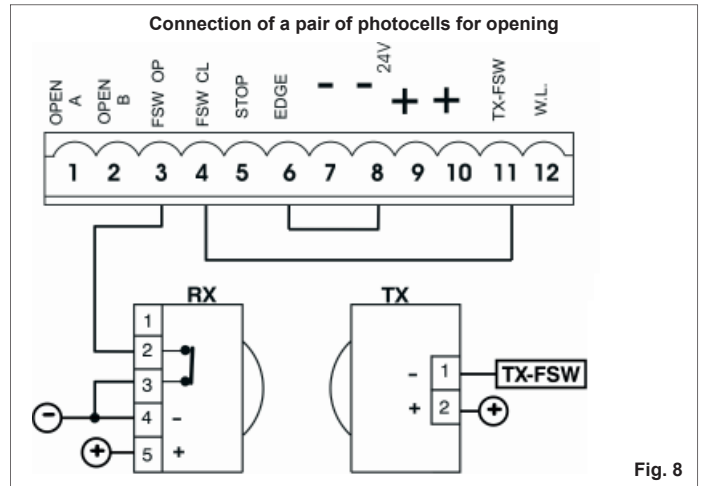 Connection of a pair of photocells for opening
OPEN A
OPEN B
FSW OP
FSW CL
STOP
EDGE
-
-
24V
+
+
TX-FSW
W.L.
1 2 3 4 5 6 7 8 9 10 11 12
RX
1
2
3
4 -
5 +
-
+
TX
- 1 TX-FSW
+ 2 +
Fig. 8